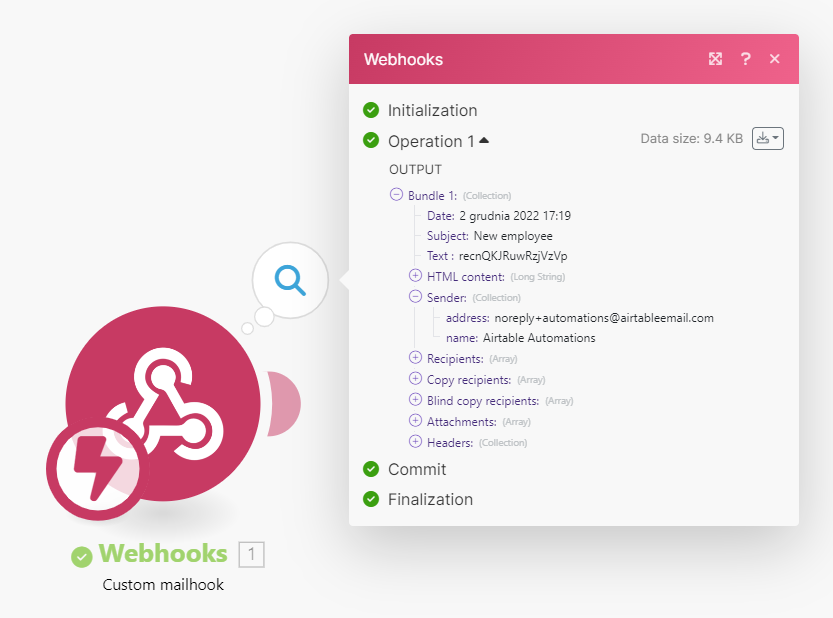 Webhooks
?
Initialization
Operation 1
Data size: 9.4 KB
OUTPUT
Bundle 1: (Collection)
Date: 2 grudnia 2022 17:19
Subject: New employee
Text : recnQKJRuwRzjVzVp
HTML content: (Long String)
Sender: (Collection)
address: noreply+automations@airtableemail.com
name: Airtable Automations
Recipients: (Array)
Copy recipients: (Array)
Blind copy recipients: (Array)
Attachments: (Array)
Headers: (Collection)
Commit
Finalization
Webhooks 1
Custom mailhook